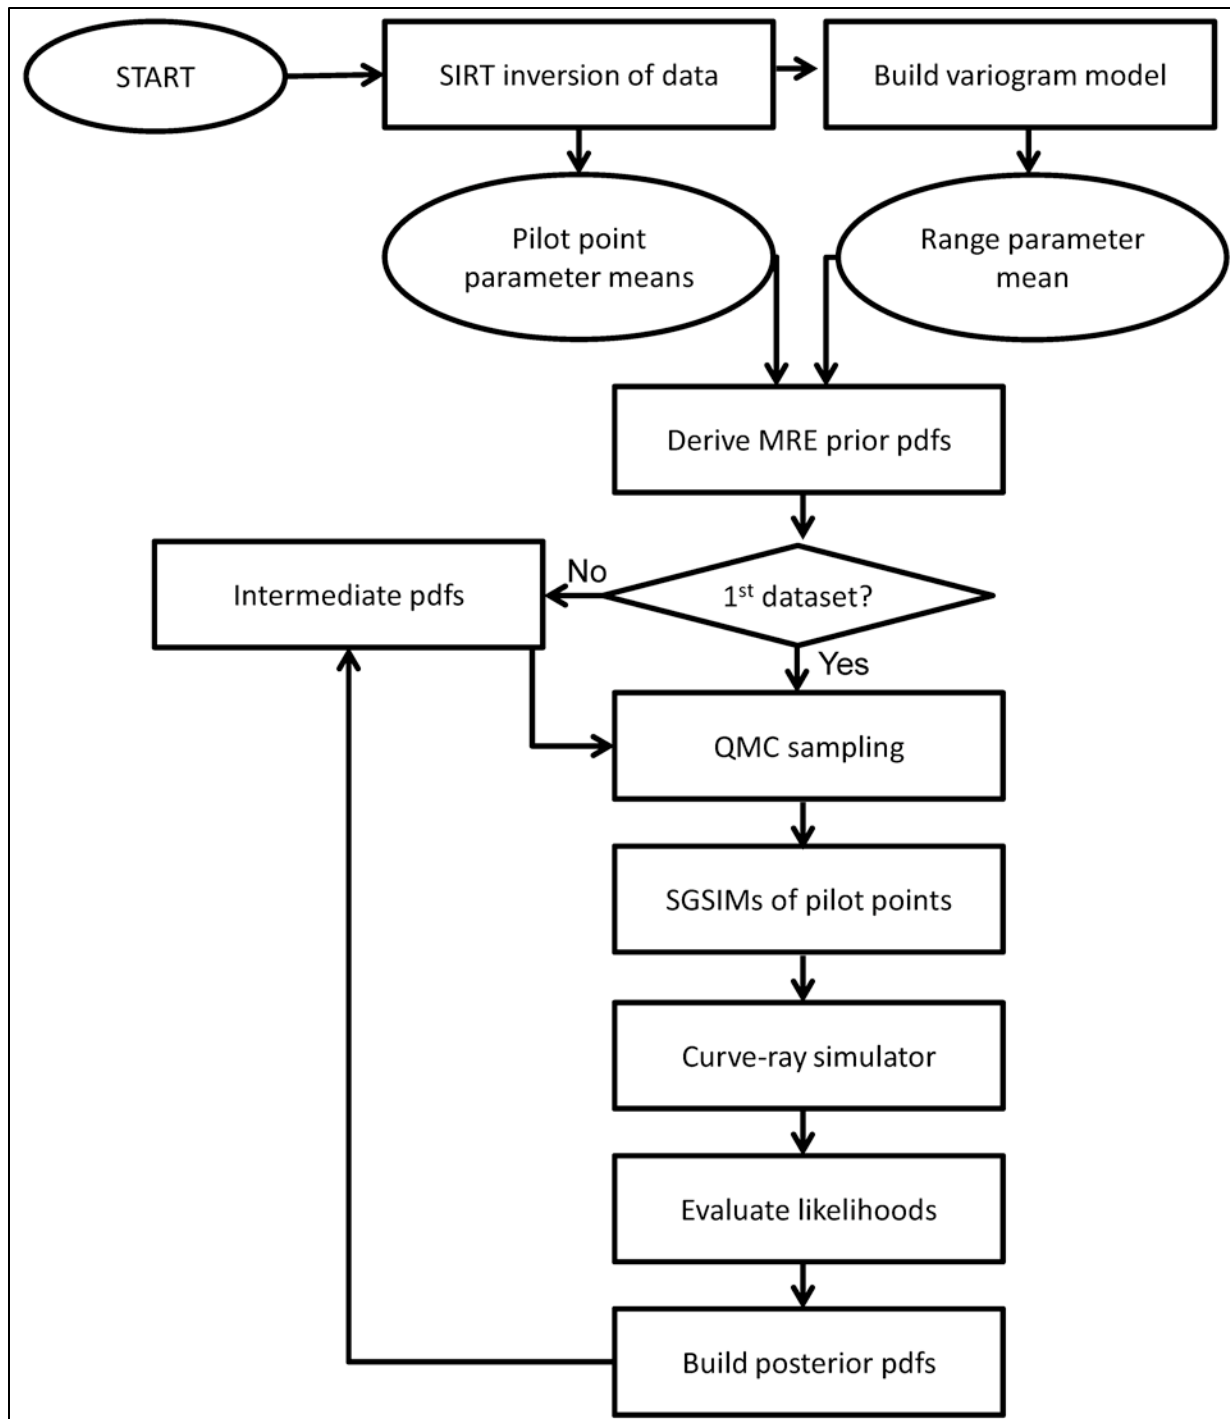 START
SIRT inversion of data
Build variogram model
Pilot point
parameter means
Range parameter
mean
Derive MRE prior pdfs
No
Intermediate pdfs
1st dataset?
Yes
QMC sampling
SGSIMs of pilot points
Curve-ray simulator
Evaluate likelihoods
Build posterior pdfs